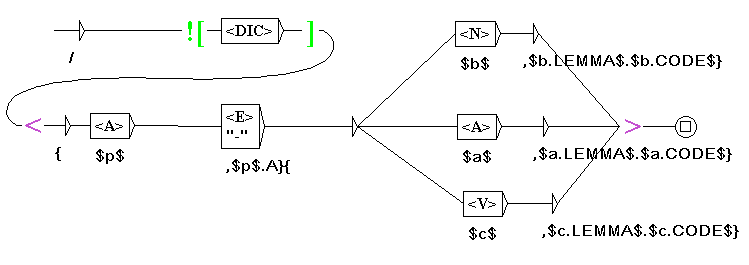 ![ <DIC> ]
/
<N>
$b$ ,$b.LEMMA$.$b.CODE$}
< <A> <E> <A> >
"-"
{ $p$ ,$p$.A}{ $a$ ,$a.LEMMA$.$a.CODE$}
<V>
$c$ ,$c.LEMMA$.$c.CODE$}